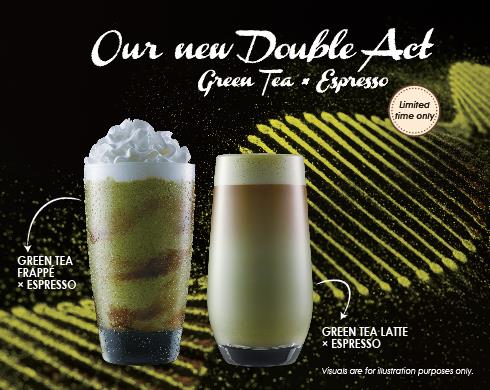 Our new Double Act
Green Tea × Espresso
Limited
time only
GREEN TEA
FRAPPÉ
× ESPRESSO
GREEN TEA LATTE
× ESPRESSO
Visuals are for illustration purposes only.